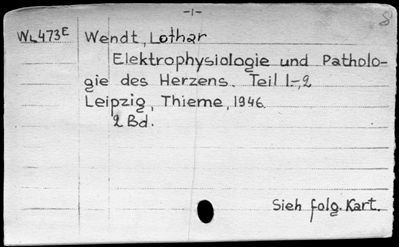 -1-
8
WL473E Wendt, Lothar
Elektrophysiologie und Patholo-
gie des Herzens. Teil 1.-,2
Leipzig, Thieme, 1946.
2 Bd.
Sieh folg. Kart.